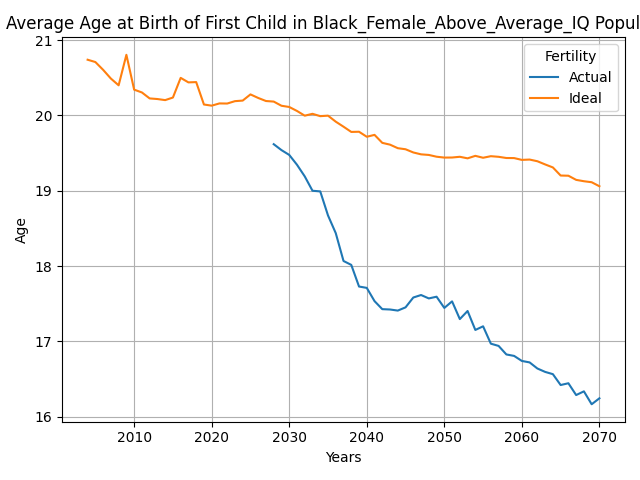 Average Age at Birth of First Child in Black_Female_Above_Average_IQ Popul
21
20
19
18
17
16
Age
2010 2020 2030 2040 2050 2060 2070
Years
Fertility
Actual
Ideal